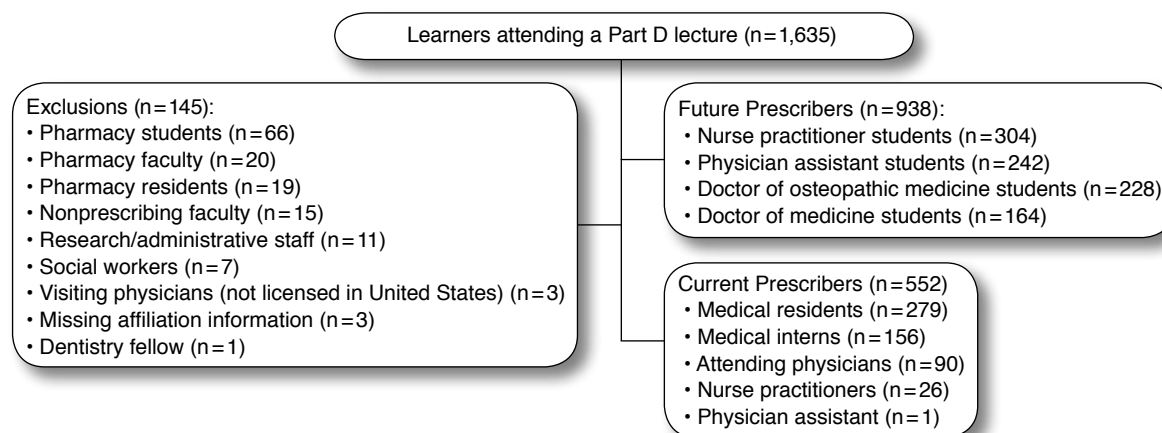 Learners attending a Part D lecture (n=1,635)
Exclusions (n=145):
• Pharmacy students (n=66)
• Pharmacy faculty (n=20)
• Pharmacy residents (n=19)
• Nonprescribing faculty (n=15)
• Research/administrative staff (n=11)
• Social workers (n=7)
• Visiting physicians (not licensed in United States) (n=3)
• Missing affiliation information (n=3)
• Dentistry fellow (n=1)
Future Prescribers (n=938):
• Nurse practitioner students (n=304)
• Physician assistant students (n=242)
• Doctor of osteopathic medicine students (n=228)
• Doctor of medicine students (n=164)
Current Prescribers (n=552)
• Medical residents (n=279)
• Medical interns (n=156)
• Attending physicians (n=90)
• Nurse practitioners (n=26)
• Physician assistant (n=1)